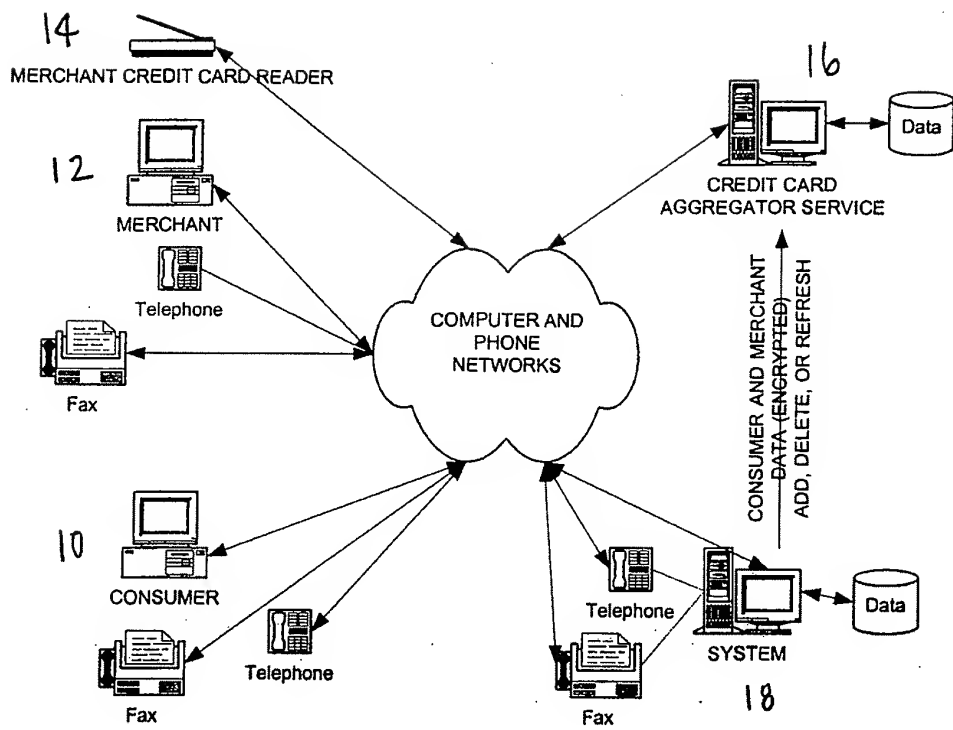 14
MERCHANT CREDIT CARD READER
12
MERCHANT
Telephone
Fax
16
Data
CREDIT CARD
AGGREGATOR SERVICE
COMPUTER AND
PHONE
NETWORKS
CONSUMER AND MERCHANT
DATA (ENCRYPTED)
ADD, DELETE, OR REFRESH
10
CONSUMER
Telephone
Fax
Telephone
Fax
SYSTEM
Data
18